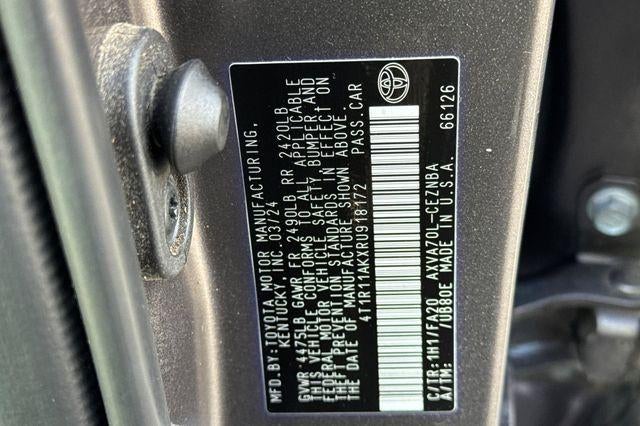 MFD.BY:TOYOTA MOTOR MANUFACTURING,
KENTUCKY, INC.03/24
GVWR 4475LB GAWR FR 2490LB RR 2420LB
THIS VEHICLE CONFORMS TO ALL APPLICABLE
FEDERAL MOTOR VEHICLE SAFETY, BUMPER AND
THEFT PREVENTION STANDARDS IN EFFECT ON
THE DATE OF MANUFACTURE SHOWN ABOVE.
4T1R11AKXRU918172 PASS.CAR
C/TR: 1H1/FA20 AXVA70L-CEZNBA 66126
A/TM: /UB80E MADE IN U.S.A.